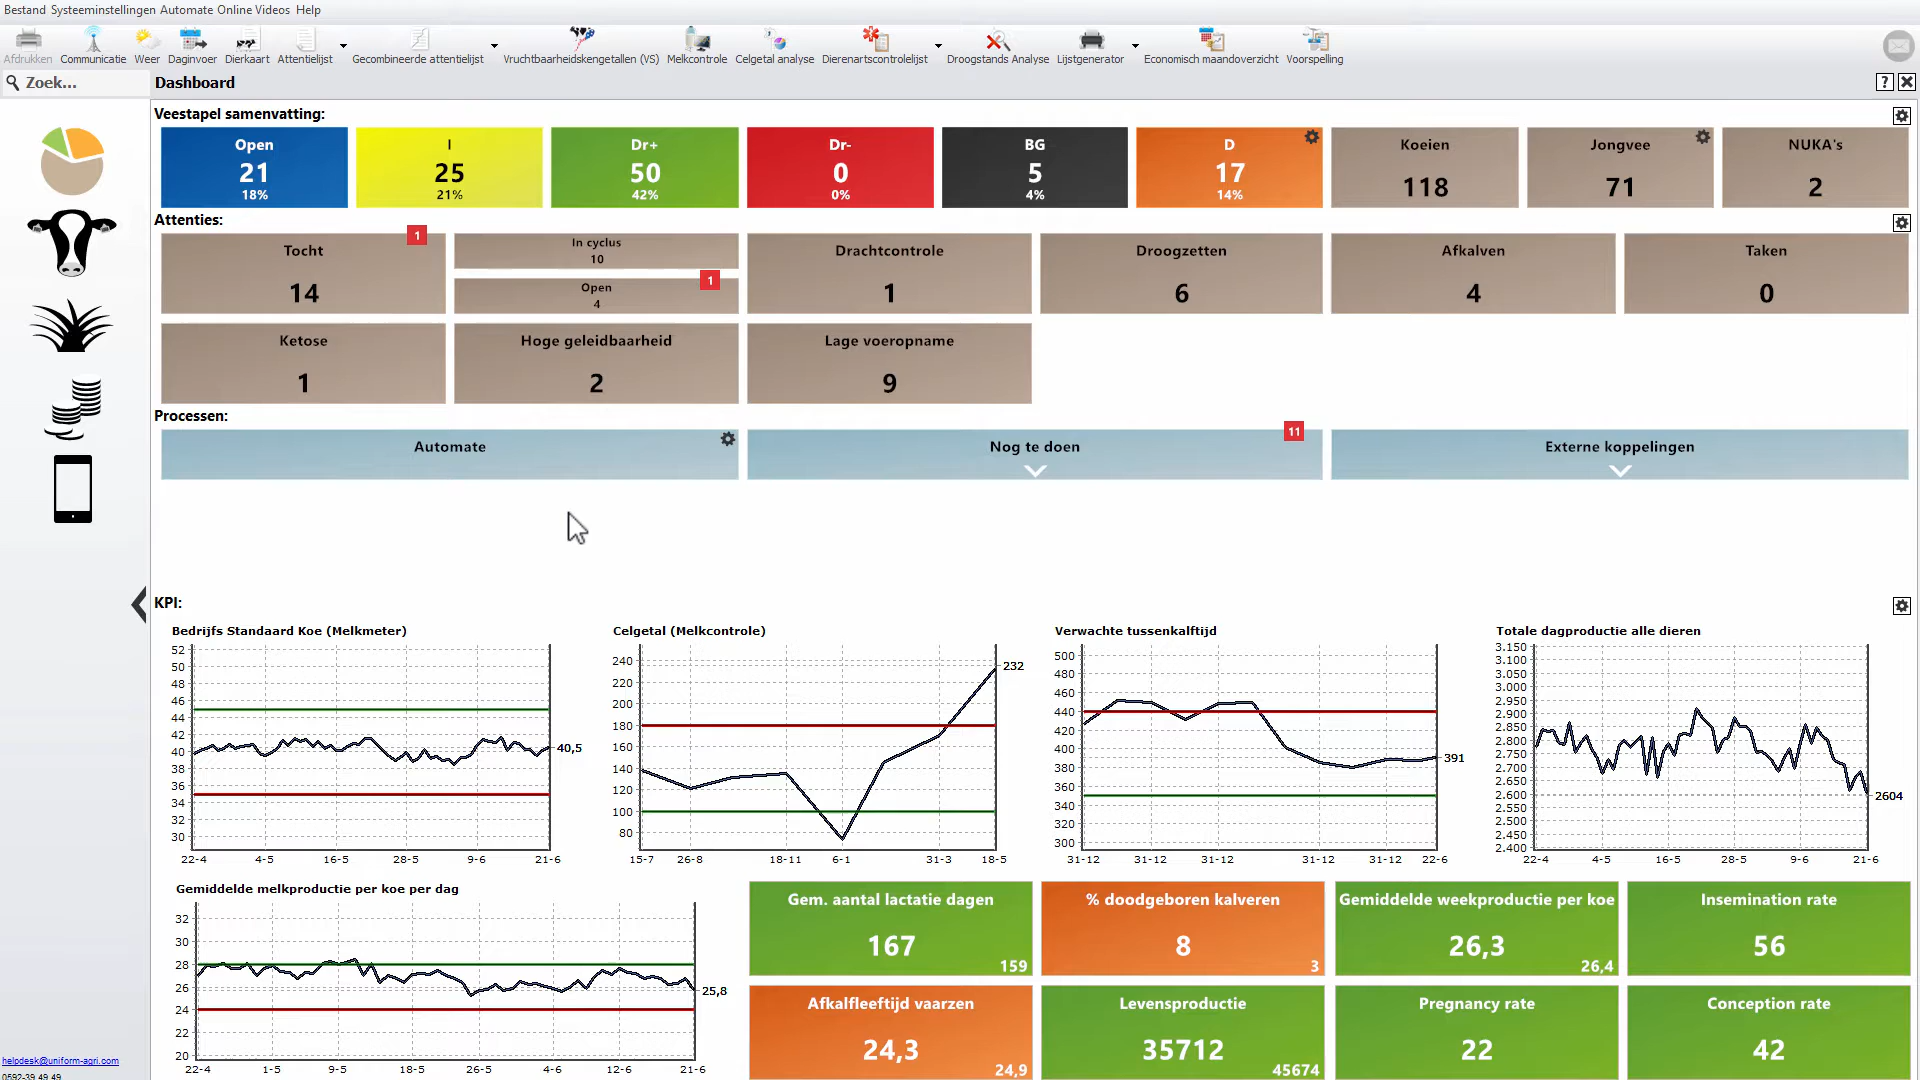 Bestand Systeeminstellingen Automate Online Videos Help
Afdrukken Communicatie Weer Daginvoer Dierkaart Attentielijst Gecombineerde attentielijst Vruchtbaarheidskengetallen (VS) Melkcontrole Celgetal analyse Dierenartscontrolelijst Droogstands Analyse Lijstgenerator Economisch maandoverzicht Voorspelling
Zoek... Dashboard ?
Veestapel samenvatting:
Open I Dr+ Dr- BG D Koeien Jongvee NUKA's
21 25 50 0 5 17 118 71 2
18% 21% 42% 0% 4% 14%
Attenties:
Tocht 1 In cyclus Drachtcontrole Droogzetten Afkalven Taken
10
Open 1
14 4 1 6 4 0
Ketose Hoge geleidbaarheid Lage voeropname
1 2 9
Processen:
Automate Nog te doen 11 Externe koppelingen
KPI:
Bedrijfs Standaard Koe (Melkmeter)
52
50
48
46
44
42
40
38
36
34
32
30
40,5
22-4 4-5 16-5 28-5 9-6 21-6
Celgetal (Melkcontrole)
240
220
200
180
160
140
120
100
80
232
15-7 26-8 18-11 6-1 31-3 18-5
Verwachte tussenkalftijd
500
480
460
440
420
400
380
360
340
320
300
391
31-12 31-12 31-12 31-12 31-12 22-6
Totale dagproductie alle dieren
3.150
3.100
3.050
3.000
2.950
2.900
2.850
2.800
2.750
2.700
2.650
2.600
2.550
2.500
2.450
2.400
2604
22-4 4-5 16-5 28-5 9-6 21-6
Gemiddelde melkproductie per koe per dag
32
30
28
26
24
22
20
25,8
22-4 1-5 9-5 18-5 26-5 4-6 12-6 21-6
Gem. aantal lactatie dagen
167
159
% doodgeboren kalveren
8
3
Gemiddelde weekproductie per koe
26,3
26,4
Insemination rate
56
Afkalfleeftijd vaarzen
24,3
24,9
Levensproductie
35712
45674
Pregnancy rate
22
Conception rate
42
helpdesk@uniform-agri.com
0592-39 49 49